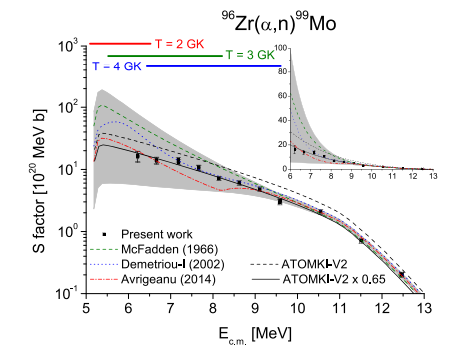 ⁹⁶Zr(α,n)⁹⁹Mo
T = 2 GK
T = 3 GK
T = 4 GK
10³
10²
10¹
10⁰
10⁻¹
S factor [10²⁰ MeV b]
100
80
60
40
20
0
6 7 8 9 10 11 12 13
Present work
McFadden (1966)
Demetriou-I (2002)
Avrigeanu (2014)
ATOMKI-V2
ATOMKI-V2 x 0.65
5 6 7 8 9 10 11 12 13
E_c.m. [MeV]